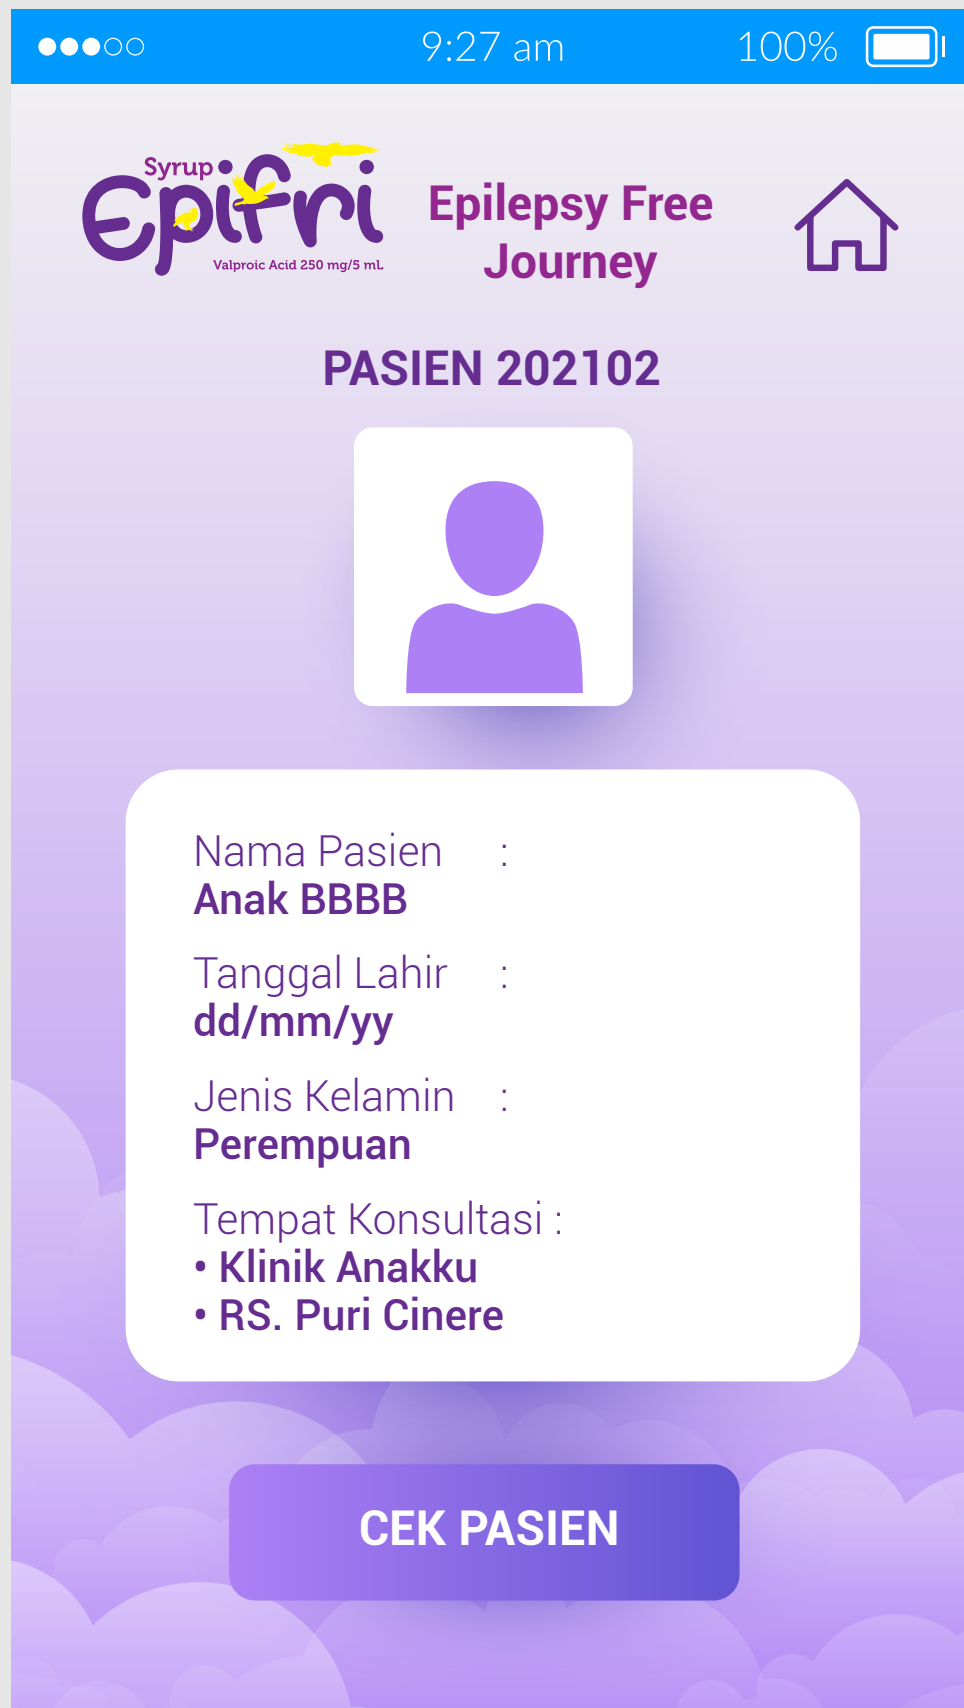 9:27 am 100%
Syrup
Epifri
Valproic Acid 250 mg/5 mL
Epilepsy Free
Journey
PASIEN 202102
Nama Pasien :
Anak BBBB
Tanggal Lahir :
dd/mm/yy
Jenis Kelamin :
Perempuan
Tempat Konsultasi :
• Klinik Anakku
• RS. Puri Cinere
CEK PASIEN